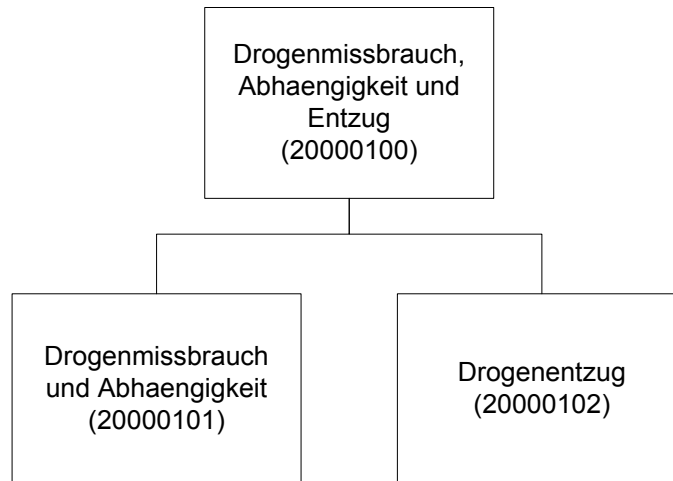 Drogenmissbrauch,
Abhaengigkeit und
Entzug
(20000100)
Drogenmissbrauch
und Abhaengigkeit
(20000101)
Drogenentzug
(20000102)